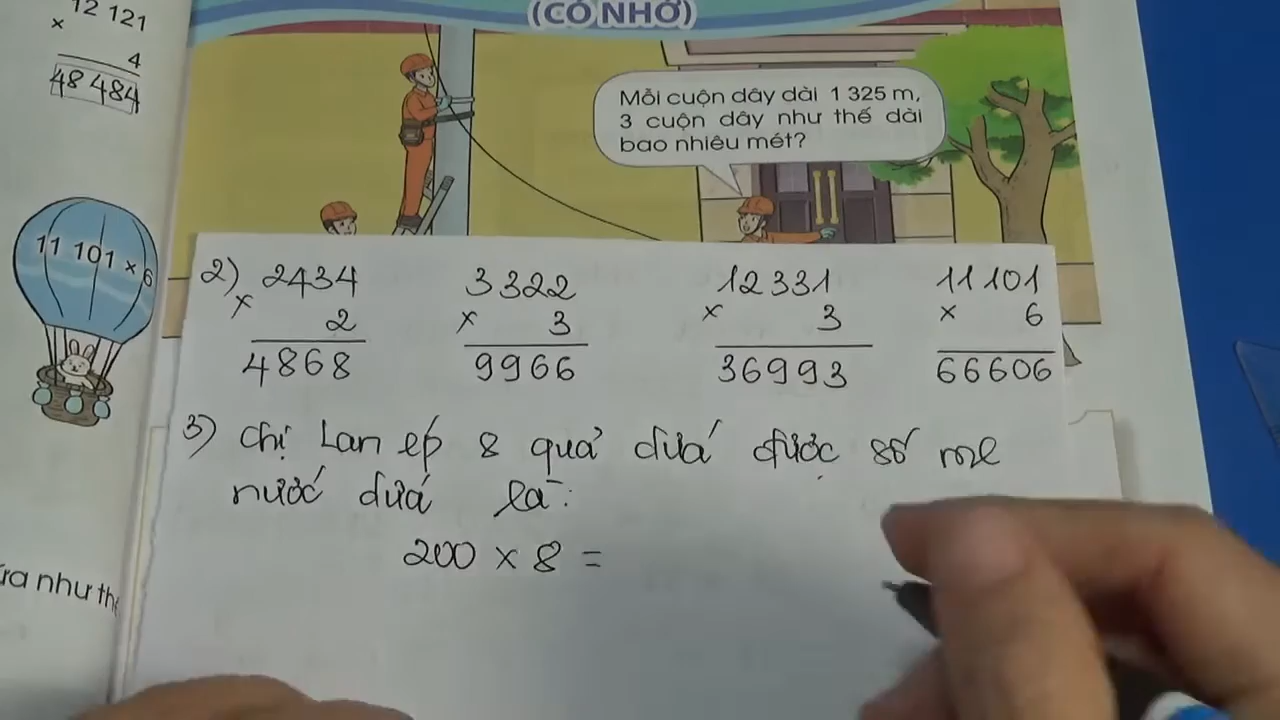 (CÓ NHỚ)
12 121
×
4
48 484
Mỗi cuộn dây dài 1 325 m,
3 cuộn dây như thế dài
bao nhiêu mét?
11 101 × 6
2) 2434
×
2
4868
3322
× 3
9966
12331
× 3
36993
11101
× 6
66606
3) Chị Lan ép 8 quả dứa được số ml
nước dứa là:
200 × 8 =
như